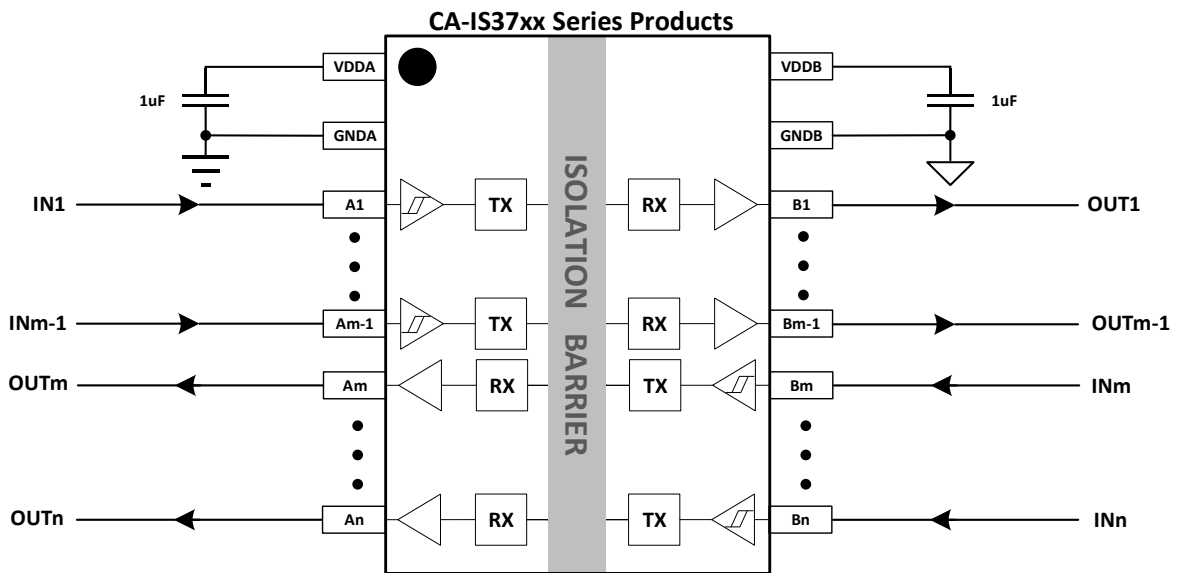 CA-IS37xx Series Products
VDDA
VDDB
1uF
1uF
GNDA
GNDB
ISOLATION BARRIER
IN1
A1
TX
RX
B1
OUT1
INm-1
Am-1
TX
RX
Bm-1
OUTm-1
OUTm
Am
RX
TX
Bm
INm
OUTn
An
RX
TX
Bn
INn